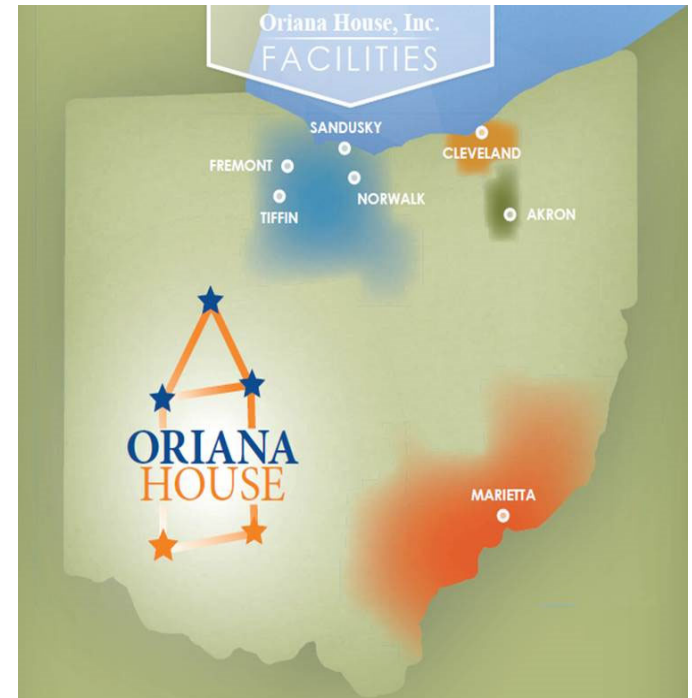 Oriana House, Inc.
FACILITIES
SANDUSKY
CLEVELAND
FREMONT
NORWALK
TIFFIN
AKRON
ORIANA
HOUSE
MARIETTA